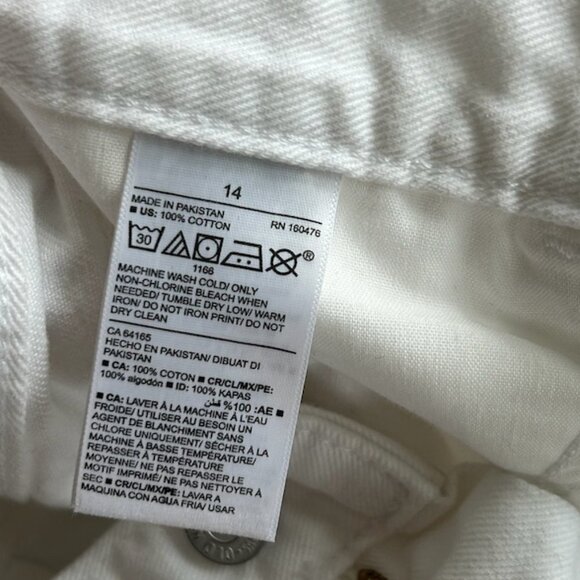 14
MADE IN PAKISTAN
RN 160476
■ US: 100% COTTON
30
®
1166
MACHINE WASH COLD/ ONLY
NON-CHLORINE BLEACH WHEN
NEEDED/ TUMBLE DRY LOW/ WARM
IRON/ DO NOT IRON PRINT/ DO NOT
DRY CLEAN
CA 64165
HECHO EN PAKISTAN/ DIBUAT DI
PAKISTAN
■ CA: 100% COTON ■ CR/CL/MX/PE:
100% algodón ■ ID: 100% KAPAS
■ AE: 100% قطن
■ CA: LAVER À LA MACHINE À L'EAU
FROIDE/ UTILISER AU BESOIN UN
AGENT DE BLANCHIMENT SANS
CHLORE UNIQUEMENT/ SÉCHER À LA
MACHINE À BASSE TEMPÉRATURE/
REPASSER À TEMPÉRATURE
MOYENNE/ NE PAS REPASSER LE
MOTIF IMPRIMÉ/ NE PAS NETTOYER À
SEC ■ CR/CL/MX/PE: LAVAR A
MAQUINA CON AGUA FRIA/ USAR